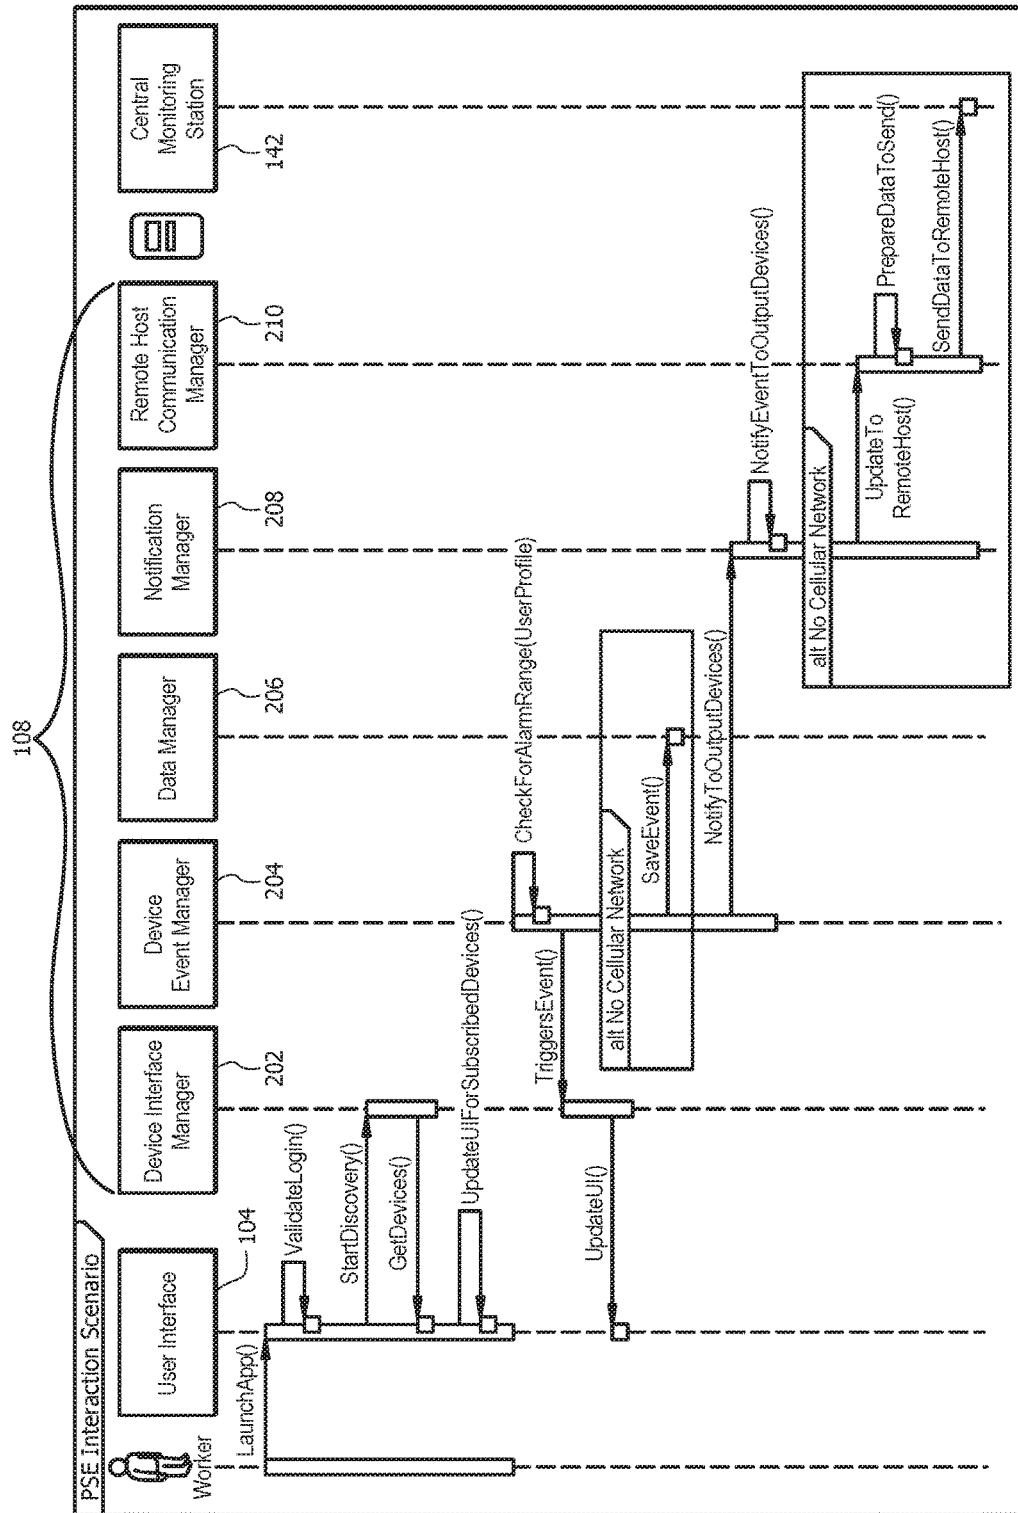 PSE Interaction Scenario
108
Worker
User Interface
104
Device Interface
Manager
202
Device
Event Manager
204
Data Manager
206
Notification
Manager
208
Remote Host
Communication
Manager
210
Central
Monitoring
Station
142
LaunchApp()
ValidateLogin()
StartDiscovery()
GetDevices()
UpdateUIForSubscribedDevices()
CheckForAlarmRange(UserProfile)
TriggersEvent()
UpdateUI()
alt No Cellular Network
SaveEvent()
NotifyToOutputDevices()
NotifyEventToOutputDevices()
alt No Cellular Network
UpdateTo
RemoteHost()
PrepareDataToSend()
SendDataToRemoteHost()